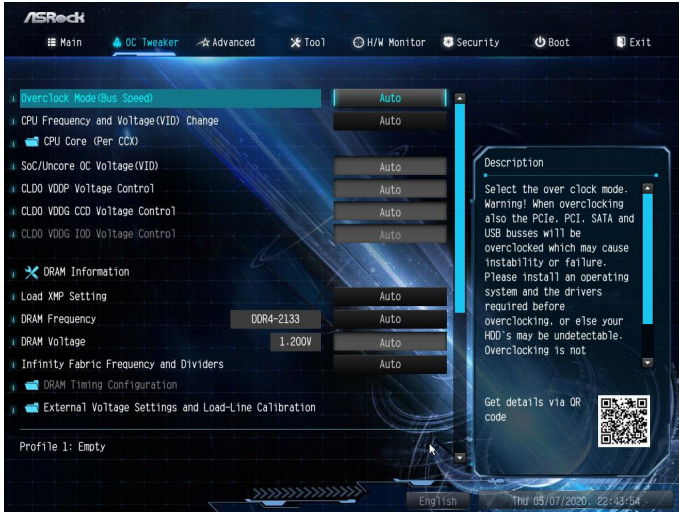 ASRock
Main OC Tweaker Advanced Tool H/W Monitor Security Boot Exit
Overclock Mode(Bus Speed) Auto
CPU Frequency and Voltage(VID) Change Auto
CPU Core (Per CCX)
SoC/Uncore OC Voltage(VID) Auto
CLDO VDDP Voltage Control Auto
CLDO VDDG CCD Voltage Control Auto
CLDO VDDG IOD Voltage Control Auto
DRAM Information
Load XMP Setting Auto
DRAM Frequency DDR4-2133 Auto
DRAM Voltage 1.200V Auto
Infinity Fabric Frequency and Dividers Auto
DRAM Timing Configuration
External Voltage Settings and Load-Line Calibration
Profile 1: Empty
Description
Select the over clock mode.
Warning! When overclocking
also the PCIe, PCI, SATA and
USB busses will be
overclocked which may cause
instability or failure.
Please install an operating
system and the drivers
required before
overclocking, or else your
HDD`s may be undetectable.
Overclocking is not
Get details via QR
code
English Thu 05/07/2020, 22:43:54